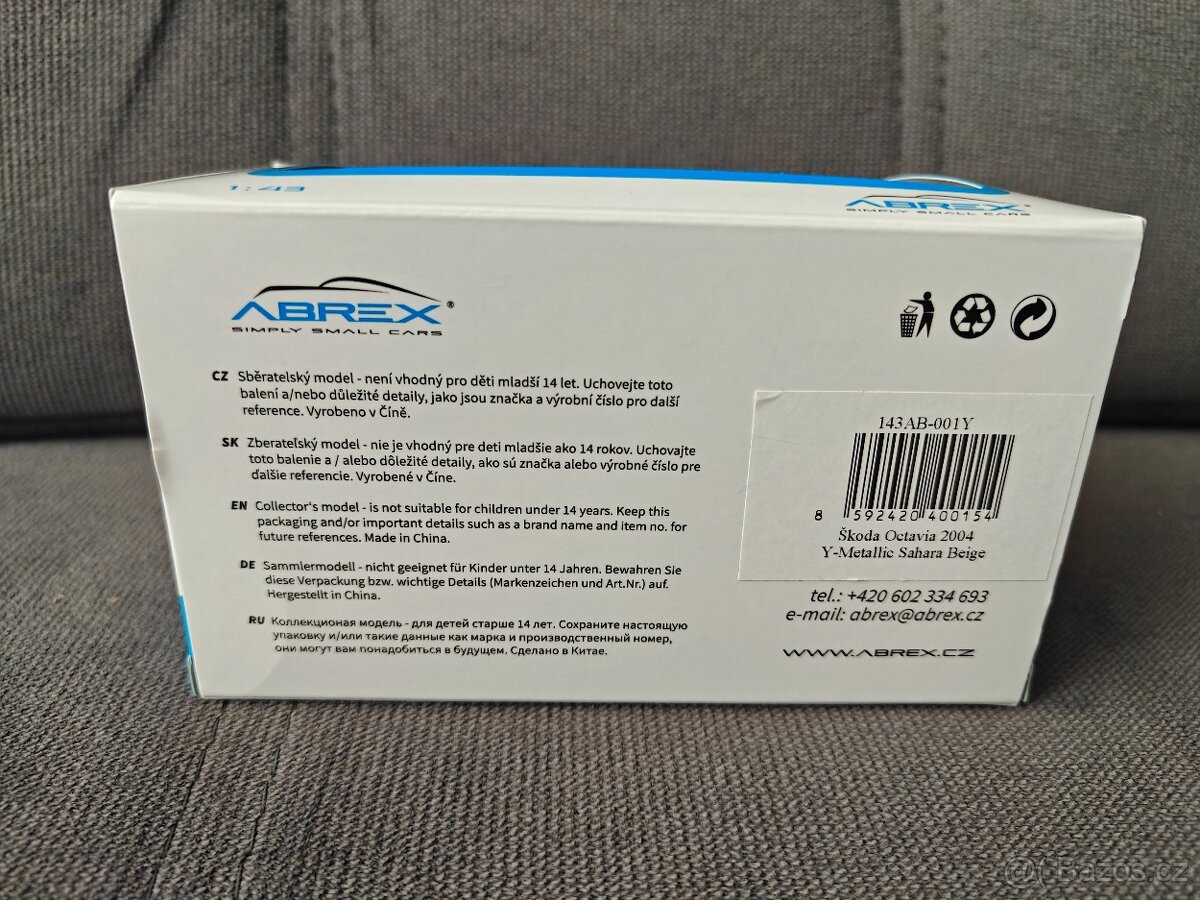 1:43
ABREX
SIMPLY SMALL CARS
ABREX®
SIMPLY SMALL CARS
CZ Sběratelský model - není vhodný pro děti mladší 14 let. Uchovejte toto
balení a/nebo důležité detaily, jako jsou značka a výrobní číslo pro další
reference. Vyrobeno v Číně.
SK Zberateľský model - nie je vhodný pre deti mladšie ako 14 rokov. Uchovajte
toto balenie a / alebo dôležité detaily, ako sú značka alebo výrobné číslo pre
ďalšie referencie. Vyrobené v Číne.
EN Collector's model - is not suitable for children under 14 years. Keep this
packaging and/or important details such as a brand name and item no. for
future references. Made in China.
DE Sammlermodell - nicht geeignet für Kinder unter 14 Jahren. Bewahren Sie
diese Verpackung bzw. wichtige Details (Markenzeichen und Art.Nr.) auf.
Hergestellt in China.
RU Коллекционая модель - для детей старше 14 лет. Сохраните настоящую
упаковку и/или такие данные как марка и производственный номер,
они могут вам понадобиться в будущем. Сделано в Китае.
143AB-001Y
8 592420 400154
Škoda Octavia 2004
Y-Metallic Sahara Beige
tel.: +420 602 334 693
e-mail: abrex@abrex.cz
WWW.ABREX.CZ
Bazos.cz